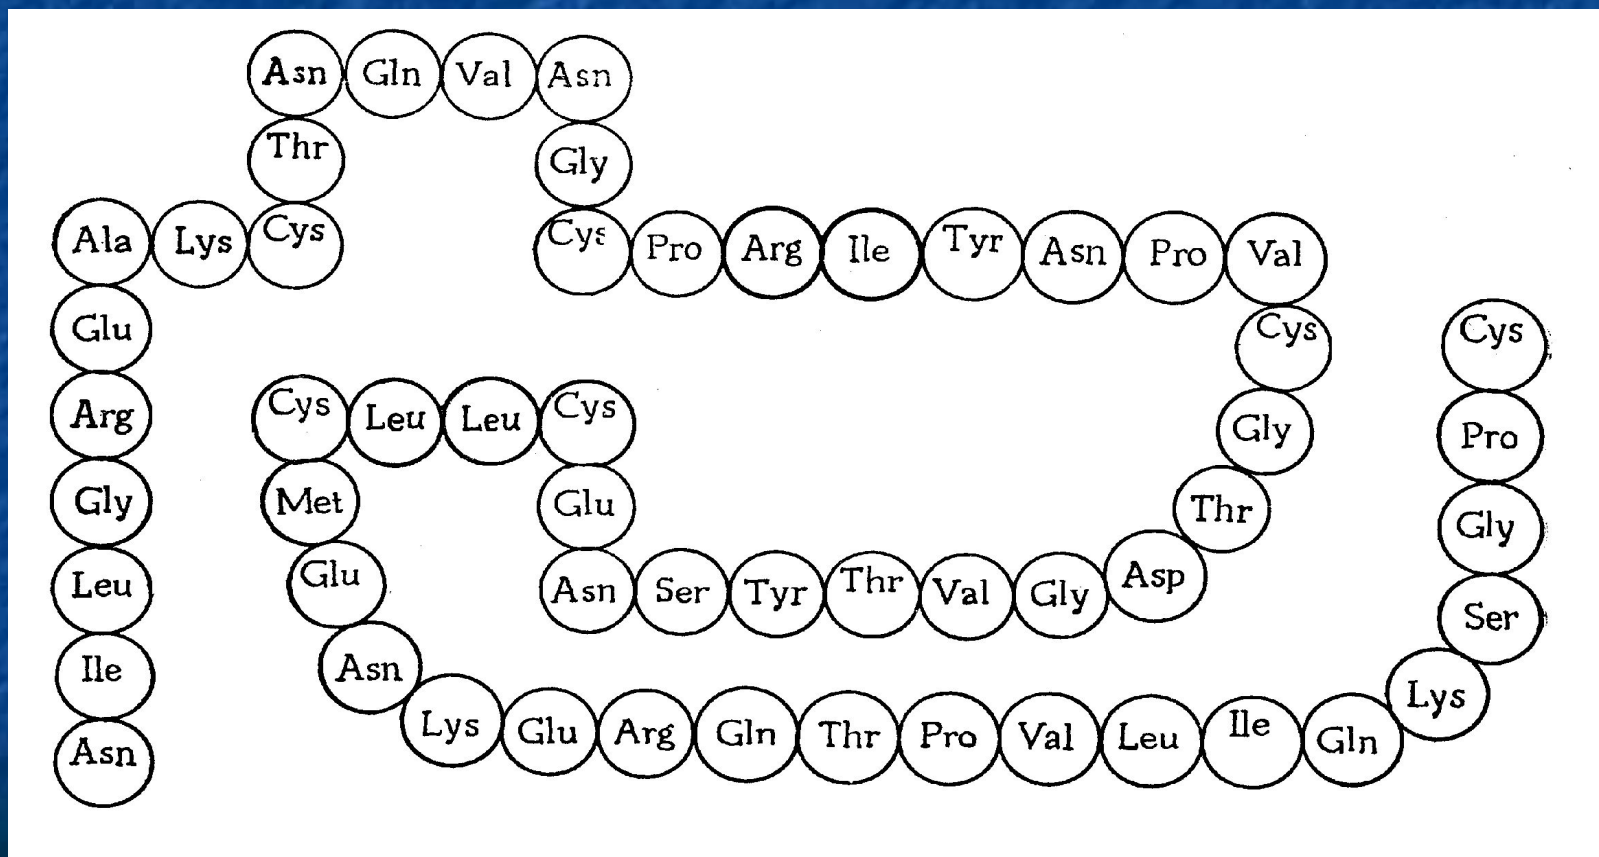 Asn Gln Val Asn
Thr Gly
Ala Lys Cys Cys Pro Arg Ile Tyr Asn Pro Val
Glu Cys Cys
Arg Cys Leu Leu Cys Gly Pro
Gly Met Glu Thr Gly
Leu Glu Asn Ser Tyr Thr Val Gly Asp Ser
Ile Asn Lys
Asn Lys Glu Arg Gln Thr Pro Val Leu Ile Gln